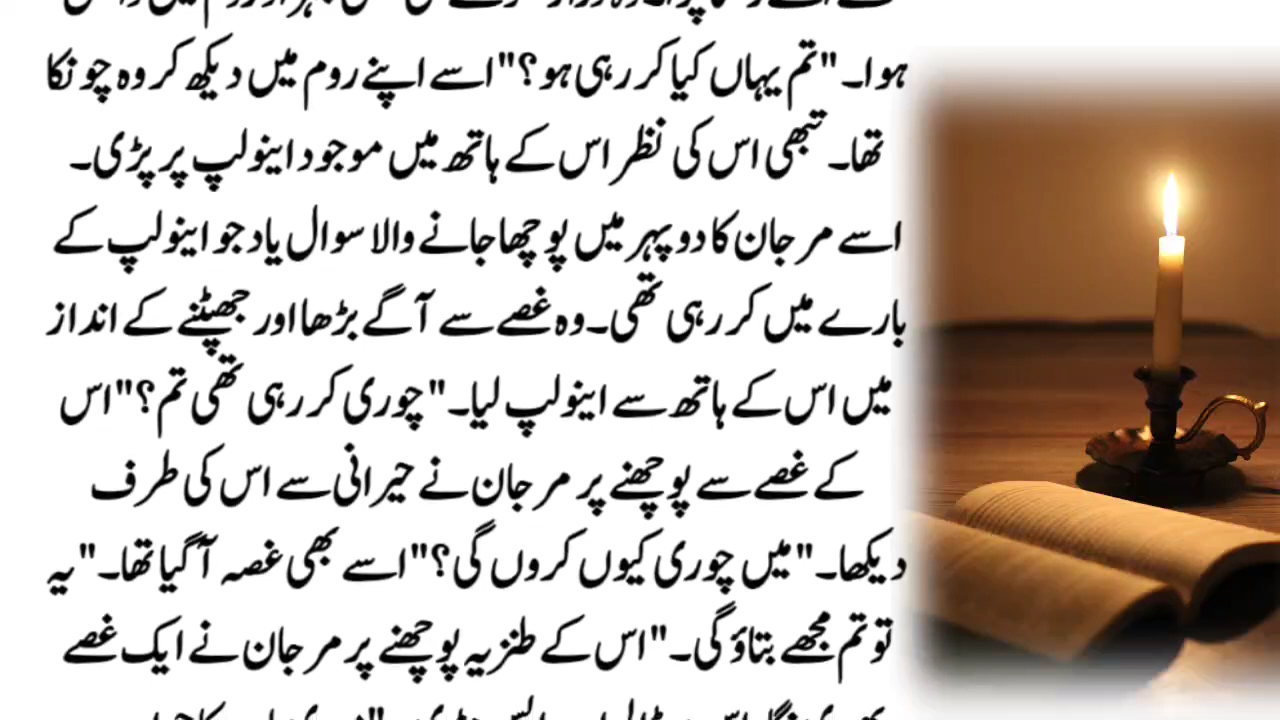 ہوا۔"تم یہاں کیا کر رہی ہو؟"اسے اپنے روم میں دیکھ کر وہ چونکا
تھا۔ تبھی اس کی نظر اس کے ہاتھ میں موجود اینولپ پر پڑی۔
اسے مرجان کا دوپہر میں پوچھا جانے والا سوال یاد جو اینولپ کے
بارے میں کر رہی تھی۔وہ غصے سے آگے بڑھا اور جھپٹنے کے انداز
میں اس کے ہاتھ سے اینولپ لیا۔"چوری کر رہی تھی تم؟"اس
کے غصے سے پوچھنے پر مرجان نے حیرانی سے اس کی طرف
دیکھا۔"میں چوری کیوں کروں گی؟"اسے بھی غصہ آگیا تھا۔"یہ
تو تم مجھے بتاؤ گی۔"اس کے طنزیہ پوچھنے پر مرجان نے ایک غصے